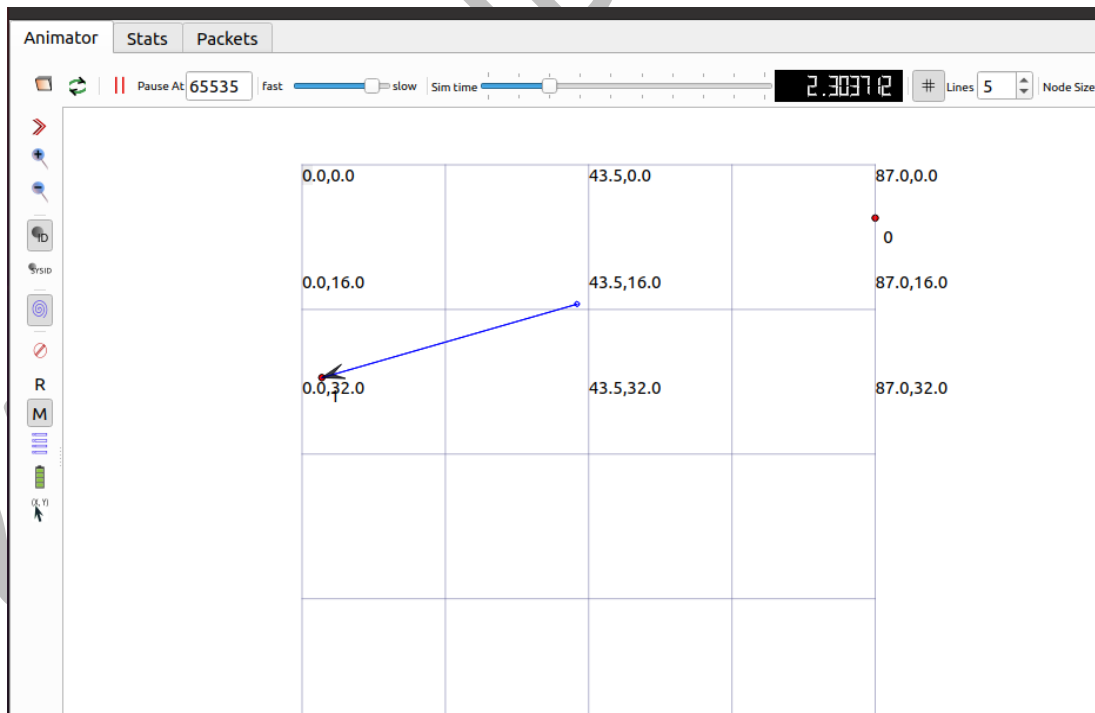 Animator Stats Packets
Pause At 65535 Fast slow Sim time 2.303712 # Lines 5 Node Size
ID
SYSID
R
M
(X, Y)
0.0,0.0 43.5,0.0 87.0,0.0
0
0.0,16.0 43.5,16.0 87.0,16.0
0.0,32.0 43.5,32.0 87.0,32.0
1